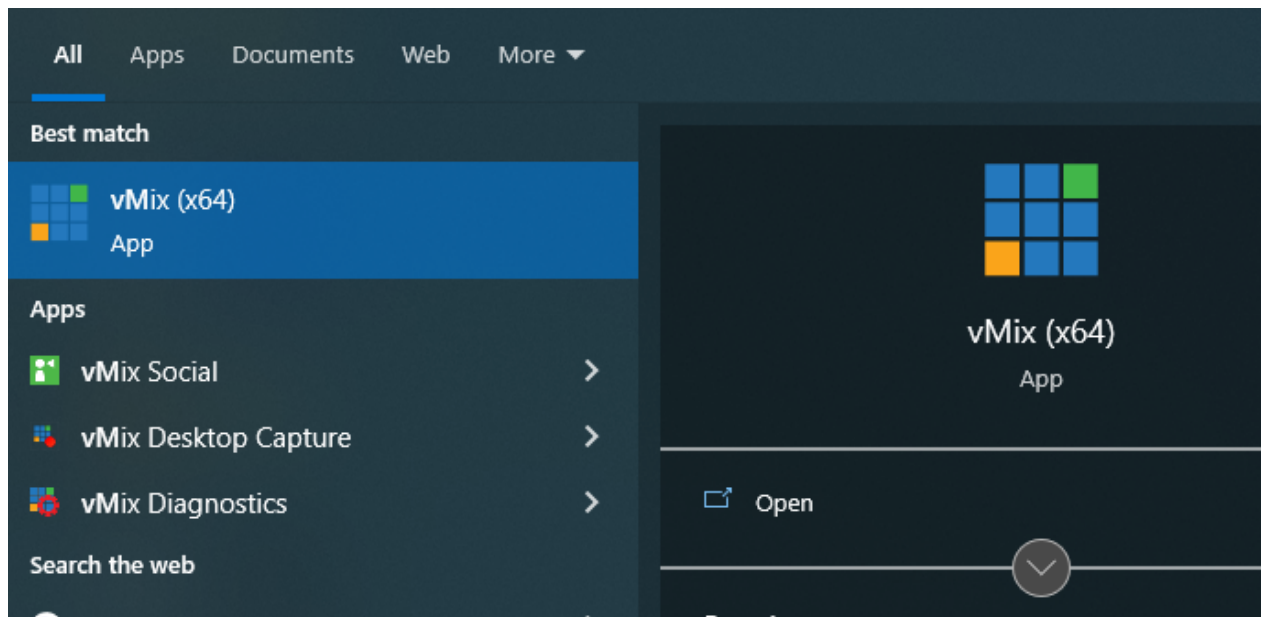 All Apps Documents Web More
Best match
vMix (x64)
App
Apps
vMix Social
vMix Desktop Capture
vMix Diagnostics
Search the web
vMix (x64)
App
Open